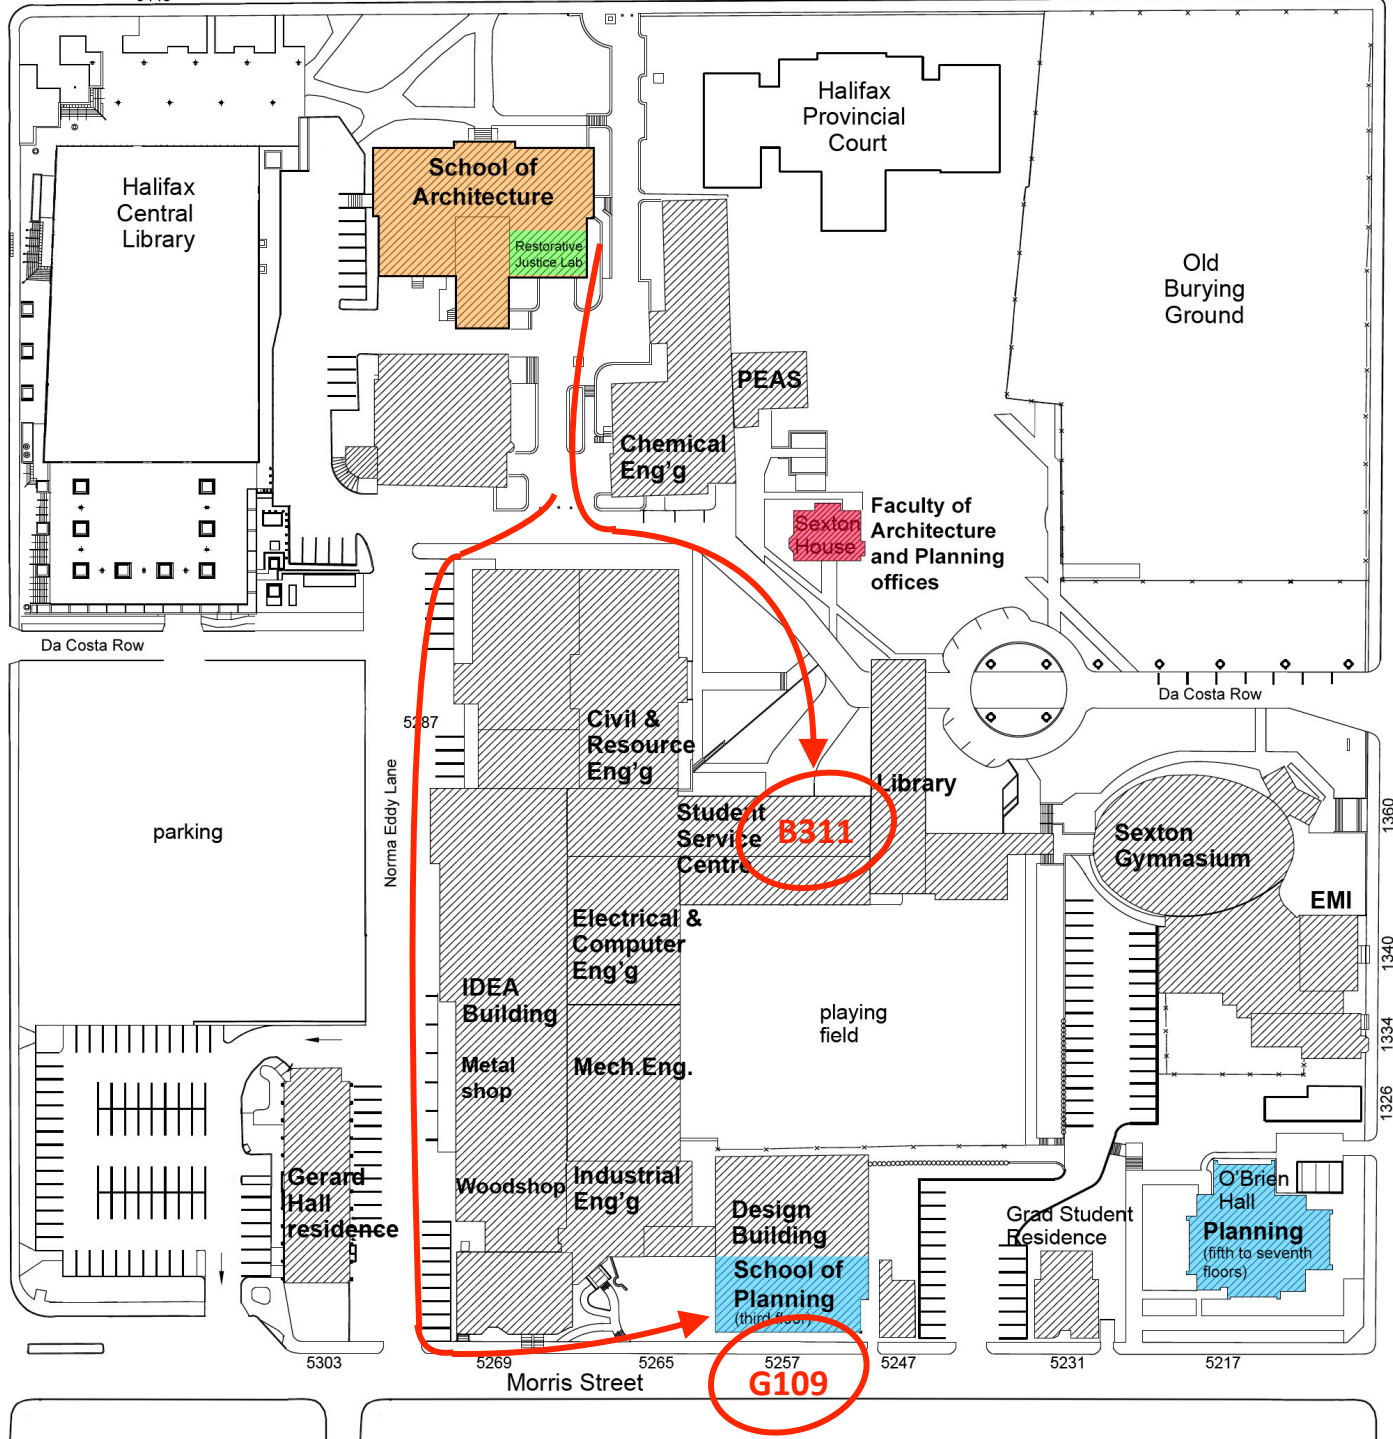 Halifax
Provincial
Court
School of
Architecture
Halifax
Central
Library
Restorative
Justice Lab
Old
Burying
Ground
PEAS
Chemical
Eng'g
Sexton
House
Faculty of
Architecture
and Planning
offices
Da Costa Row
Da Costa Row
5287
Civil &
Resource
Eng'g
Norma Eddy Lane
parking
Library
Student
Service
Centre
B311
Sexton
Gymnasium
1360
EMI
Electrical &
Computer
Eng'g
1340
IDEA
Building
playing
field
1334
Metal
shop
Mech.Eng.
1326
Gerard
Hall
residence
Woodshop
Industrial
Eng'g
Design
Building
School of
Planning
(third floor)
Grad Student
Residence
O'Brien
Hall
Planning
(fifth to seventh
floors)
5303
5269
5265
5257
5247
5231
5217
Morris Street
G109